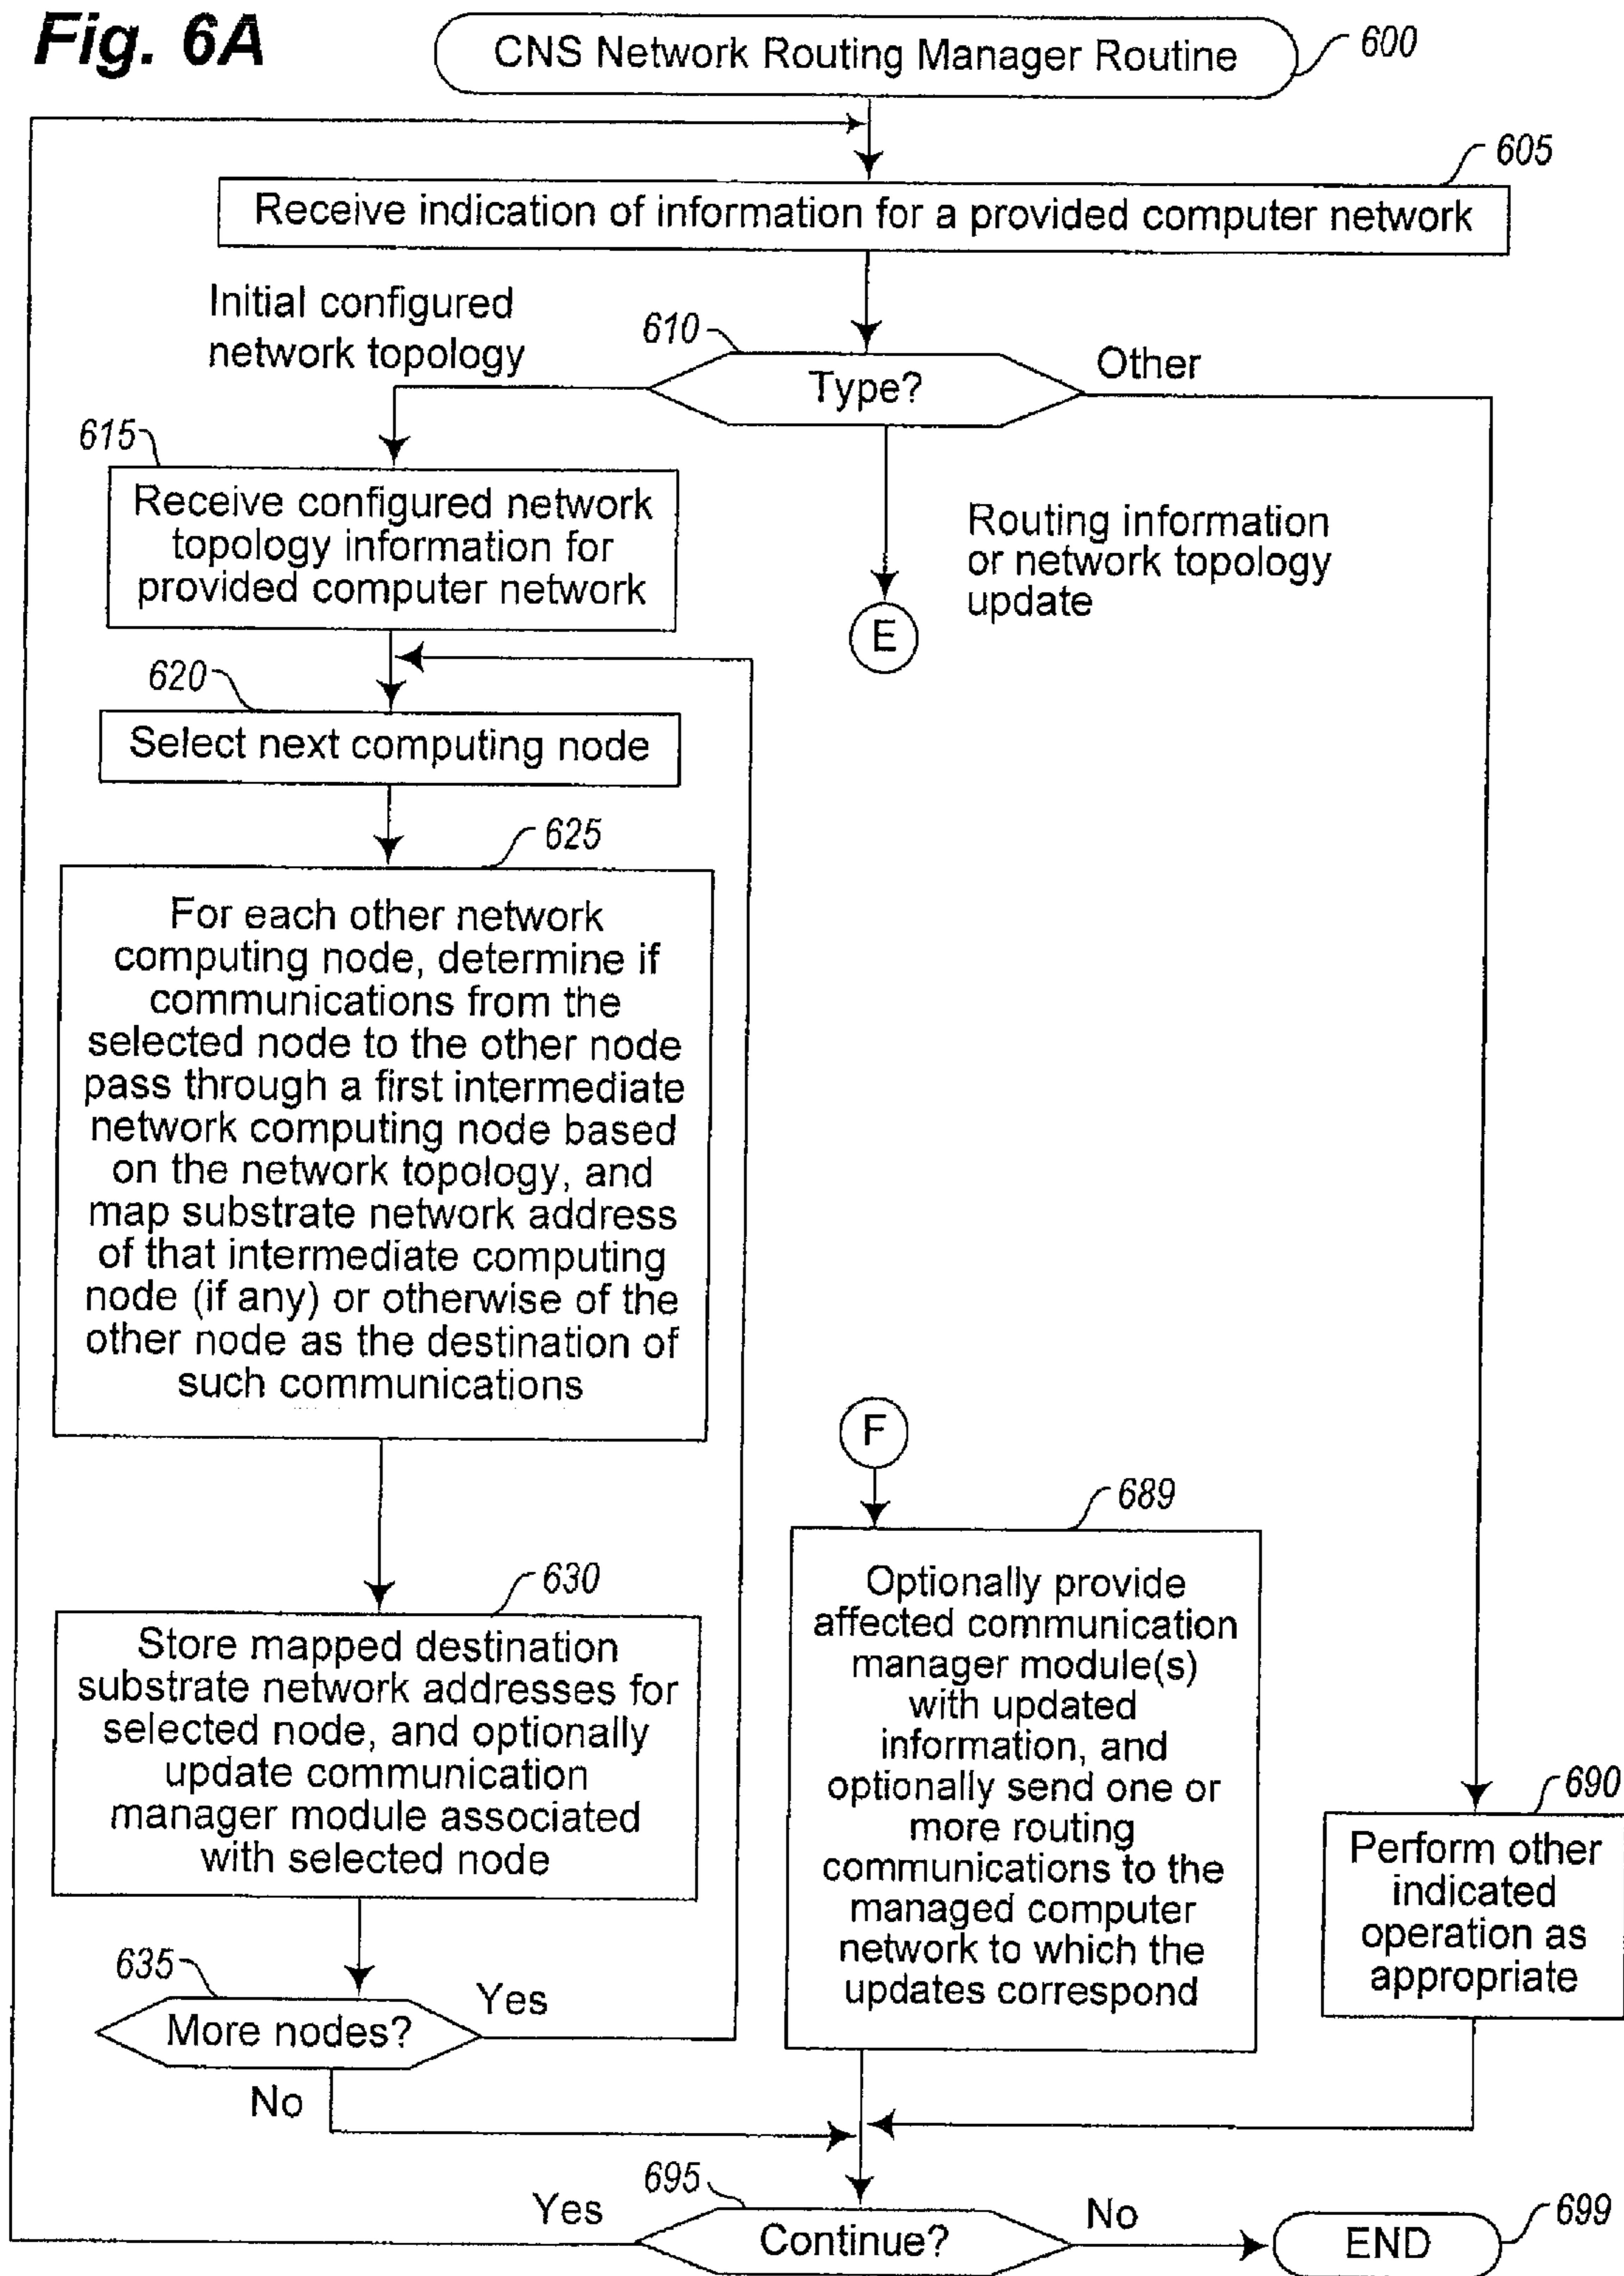 Fig. 6A
CNS Network Routing Manager Routine
600
605
Receive indication of information for a provided computer network
Initial configured
network topology
610
Type?
Other
615
Receive configured network
topology information for
provided computer network
Routing information
or network topology
update
E
620
Select next computing node
625
For each other network
computing node, determine if
communications from the
selected node to the other node
pass through a first intermediate
network computing node based
on the network topology, and
map substrate network address
of that intermediate computing
node (if any) or otherwise of the
other node as the destination of
such communications
F
630
Store mapped destination
substrate network addresses for
selected node, and optionally
update communication
manager module associated
with selected node
689
Optionally provide
affected communication
manager module(s)
with updated
information, and
optionally send one or
more routing
communications to the
managed computer
network to which the
updates correspond
690
Perform other
indicated
operation as
appropriate
635
More nodes?
Yes
No
695
Yes
Continue?
No
END
699